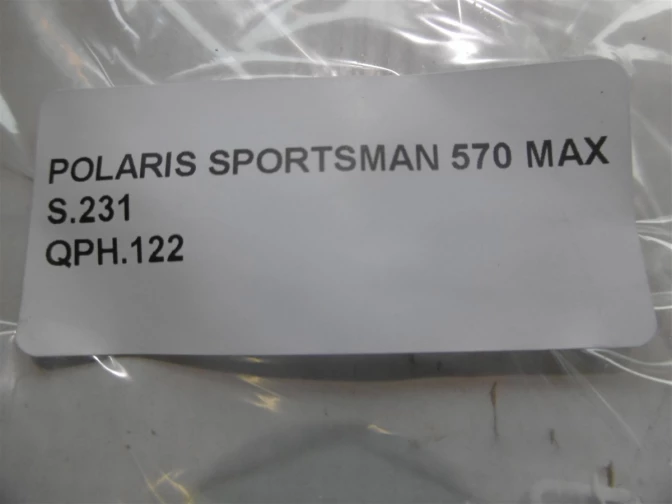 POLARIS SPORTSMAN 570 MAX
S.231
QPH.122